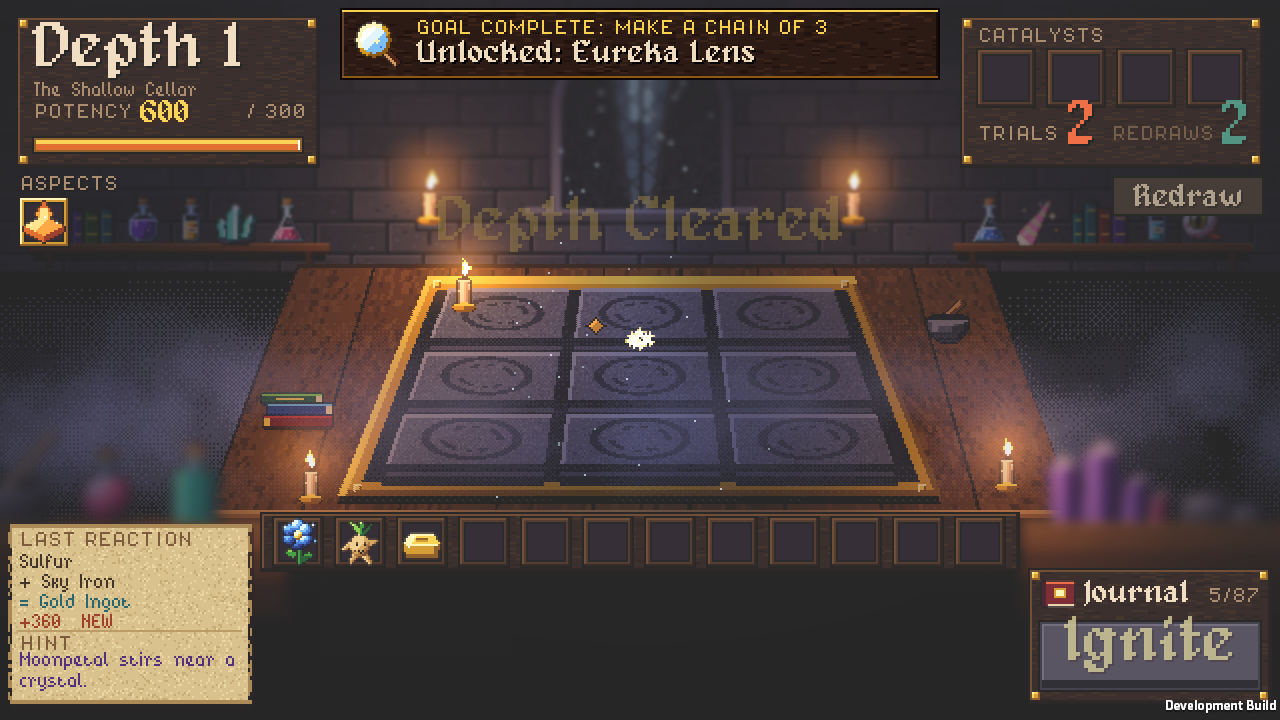 Depth 1
The Shallow Cellar
POTENCY 600 / 300
ASPECTS
GOAL COMPLETE: MAKE A CHAIN OF 3
Unlocked: Eureka Lens
CATALYSTS
TRIALS 2 REDRAWS 2
Redraw
Depth Cleared
LAST REACTION
Sulfur
+ Sky Iron
= Gold Ingot
+360 NEW
HINT
Moonpetal stirs near a
crystal.
Journal 5/87
Ignite
Development Build